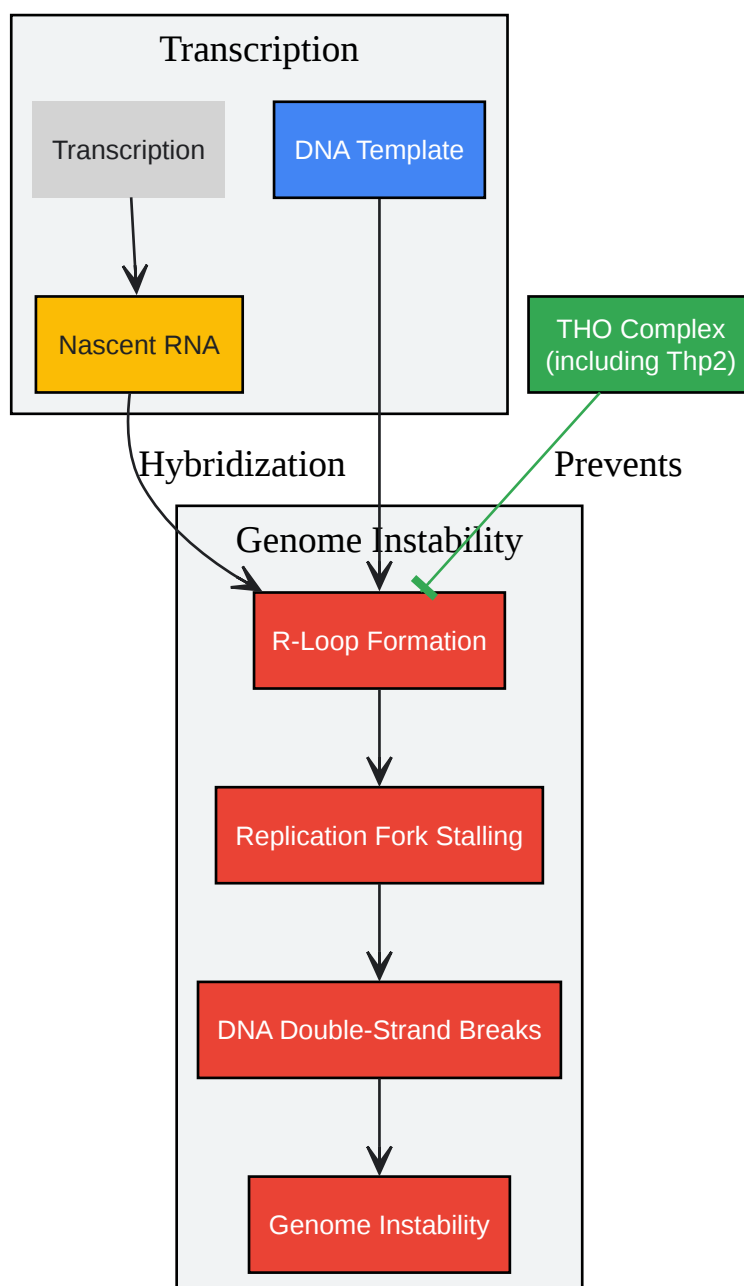 Transcription
Transcription
DNA Template
Nascent RNA
THO Complex
(including Thp2)
Hybridization
Prevents
Genome Instability
R-Loop Formation
Replication Fork Stalling
DNA Double-Strand Breaks
Genome Instability